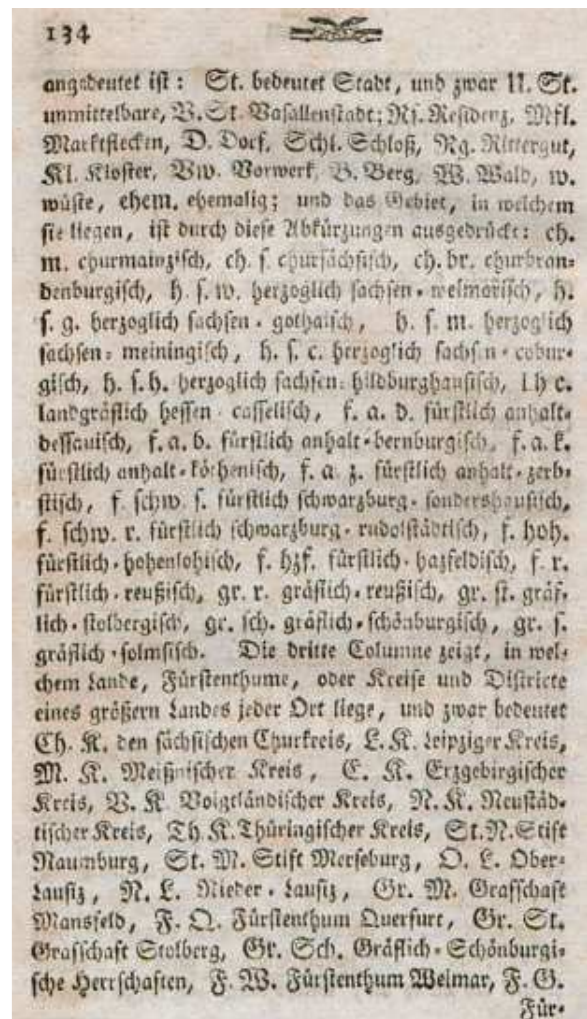 134
angedeutet ist: St. bedeutet Stadt, und zwar U. St.
unmittelbare, V. St. Vasallenstadt; Rs. Residenz, Mfl.
Marktflecken, D. Dorf, Schl. Schloß, Rg. Rittergut,
Kl. Kloster, Vw. Vorwerk, B. Berg, W. Wald, w.
wüste, ehem. ehemalig; und das Gebiet, in welchem
sie liegen, ist durch diese Abkürzungen ausgedrückt: ch.
m. churmainzisch, ch. s. chursächsisch, ch. br. churbran-
denburgisch, h. s. w. herzoglich sachsen-weimarisch, h.
s. g. herzoglich sachsen-gothaisch, h. s. m. herzoglich
sachsen-meiningisch, h. s. c. herzoglich sachsen-cobur-
gisch, h. s. h. herzoglich sachsen-hildburghausisch, l. h c.
landgräflich hessen-casselisch, f. a. d. fürstlich anhalt-
dessauisch, f. a. b. fürstlich anhalt-bernburgisch, f. a. k.
fürstlich anhalt-köthenisch, f. a. z. fürstlich anhalt-zerb-
stisch, f. schw. s. fürstlich schwarzburg-sondershausisch,
f. schw. r. fürstlich schwarzburg-rudolstädtisch, f. hoh.
fürstlich-hohenlohisch, f. hzf. fürstlich-hazfeldisch, f. r.
fürstlich-reußisch, gr. r. gräflich-reußisch, gr. st. gräf-
lich-stolbergisch, gr. sch. gräflich-schönburgisch, gr. s.
gräflich-solmsisch. Die dritte Columne zeigt, in wel-
chem Lande, Fürstenthume, oder Kreise und Districte
eines größern Landes jeder Ort liege, und zwar bedeutet
Ch. K. den sächsischen Churkreis, L. K. Leipziger Kreis,
M. K. Meißnischer Kreis, E. K. Erzgebirgischer
Kreis, V. K. Voigtländischer Kreis, N. K. Neustäd-
tischer Kreis, Th. K. Thüringischer Kreis, St. N. Stift
Naumburg, St. M. Stift Merseburg, O. L. Ober-
Lausiz, N. L. Nieder-Lausiz, Gr. M. Grafschaft
Mansfeld, F. Q. Fürstenthum Querfurt, Gr. St.
Grafschaft Stolberg, Gr. Sch. Gräflich-Schönburgi-
sche Herrschaften, F. W. Fürstenthum Weimar, F. G.
Für-